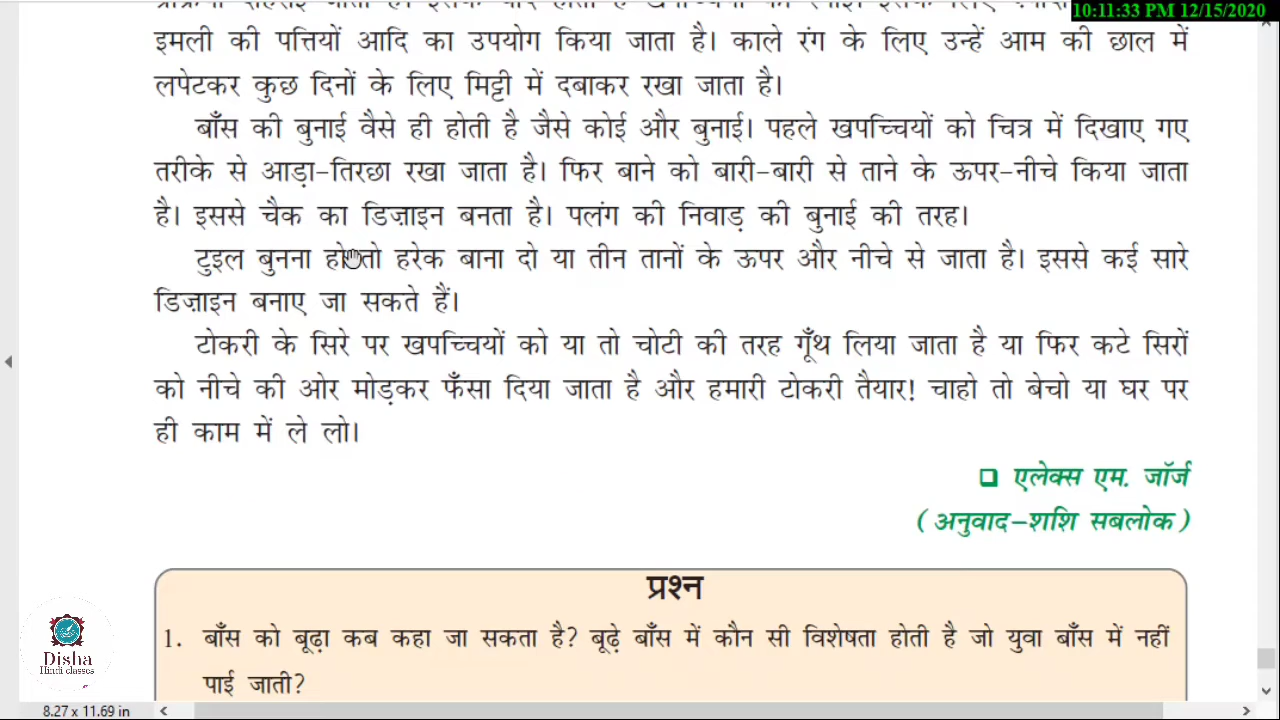 10:11:33 PM 12/15/2020
इमली की पत्तियों आदि का उपयोग किया जाता है। काले रंग के लिए उन्हें आम की छाल में
लपेटकर कुछ दिनों के लिए मिट्टी में दबाकर रखा जाता है।
बाँस की बुनाई वैसे ही होती है जैसे कोई और बुनाई। पहले खपच्चियों को चित्र में दिखाए गए
तरीके से आड़ा-तिरछा रखा जाता है। फिर बाने को बारी-बारी से ताने के ऊपर-नीचे किया जाता
है। इससे चैक का डिज़ाइन बनता है। पलंग की निवाड़ की बुनाई की तरह।
टुइल बुनना हो तो हरेक बाना दो या तीन तानों के ऊपर और नीचे से जाता है। इससे कई सारे
डिज़ाइन बनाए जा सकते हैं।
टोकरी के सिरे पर खपच्चियों को या तो चोटी की तरह गूँथ लिया जाता है या फिर कटे सिरों
को नीचे की ओर मोड़कर फँसा दिया जाता है और हमारी टोकरी तैयार! चाहो तो बेचो या घर पर
ही काम में ले लो।
❑ एलेक्स एम. जॉर्ज
(अनुवाद-शशि सबलोक)
प्रश्न
1. बाँस को बूढ़ा कब कहा जा सकता है? बूढ़े बाँस में कौन सी विशेषता होती है जो युवा बाँस में नहीं
पाई जाती?
Disha
Hindi classes
8.27 x 11.69 in